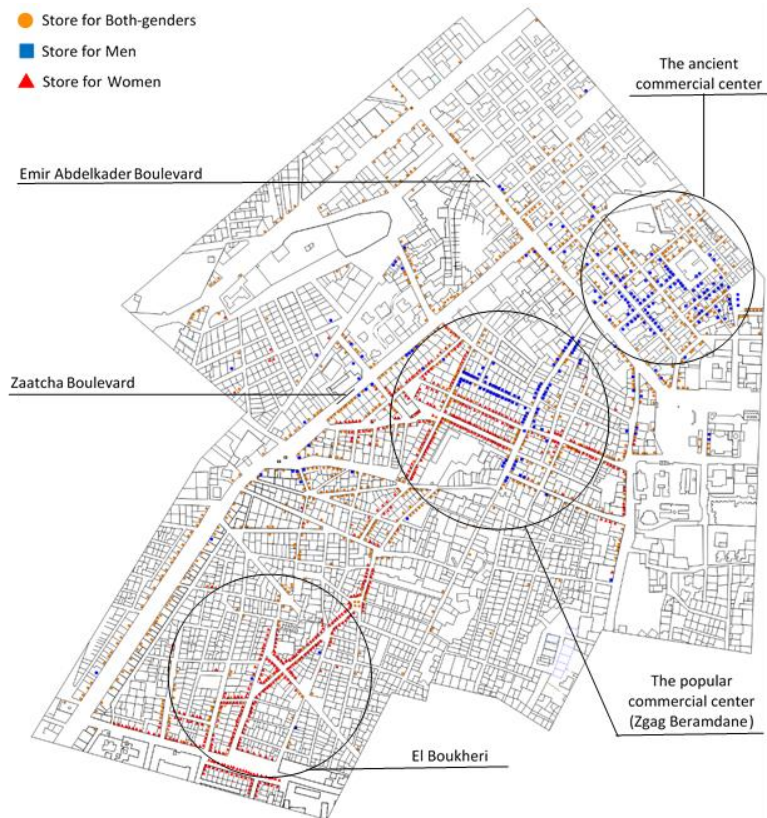 Store for Both-genders
Store for Men
Store for Women
The ancient
commercial center
Emir Abdelkader Boulevard
Zaatcha Boulevard
The popular
commercial center
(Zgag Beramdane)
El Boukheri